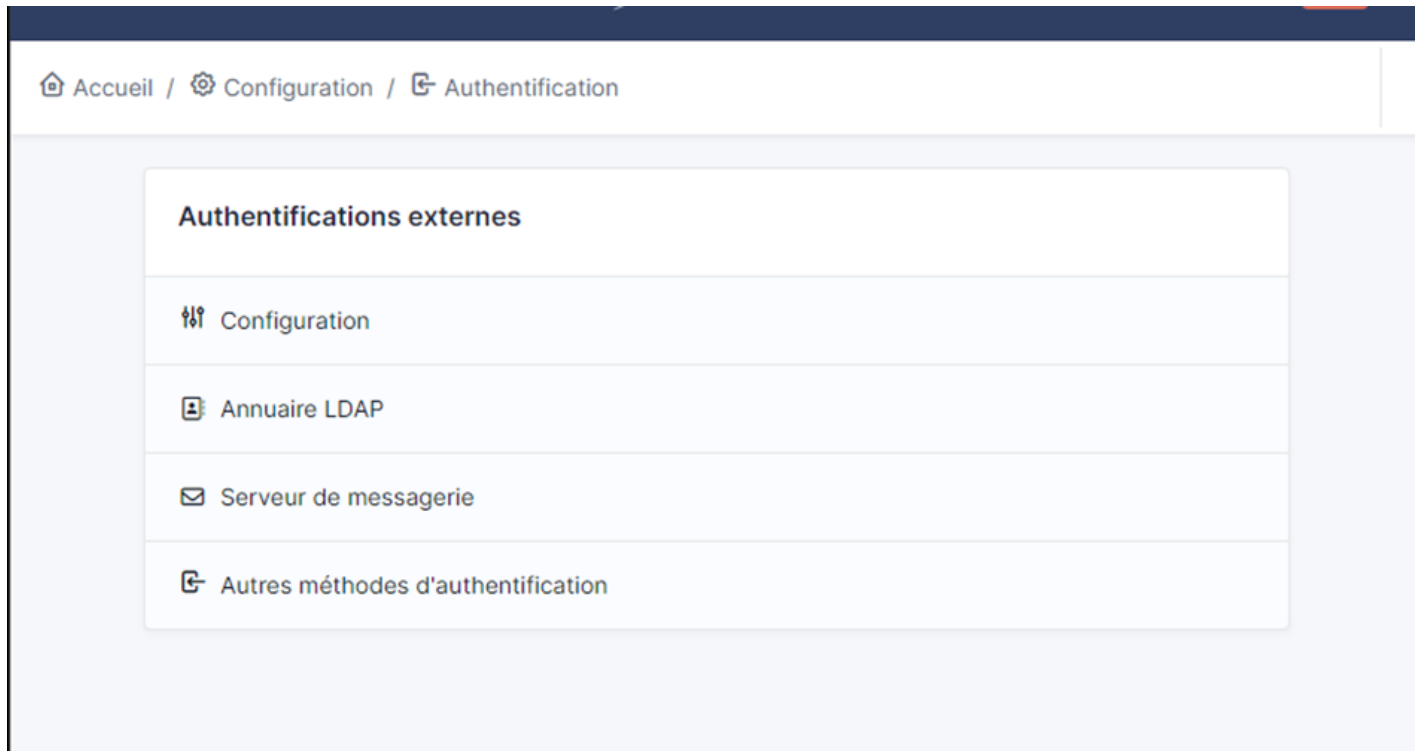 Accueil / Configuration / Authentification
Authentifications externes
Configuration
Annuaire LDAP
Serveur de messagerie
Autres méthodes d'authentification